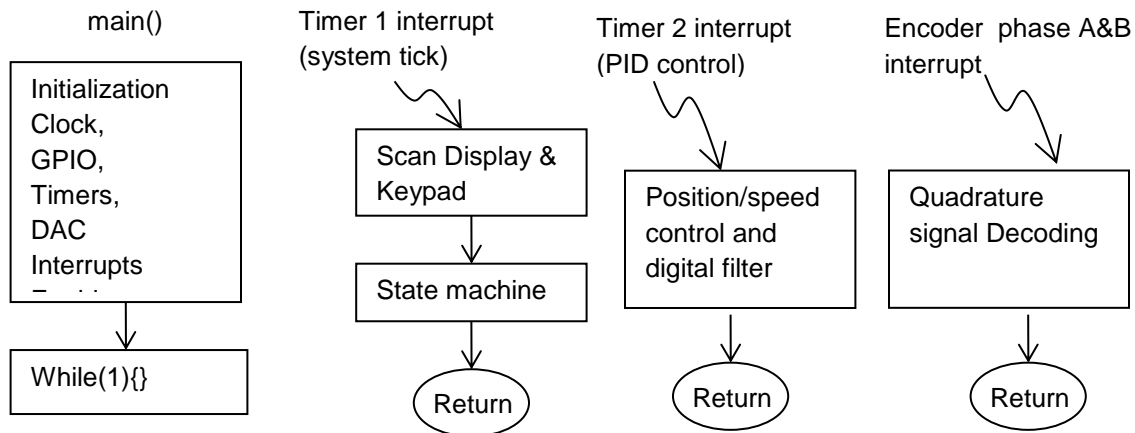 main()
Initialization
Clock,
GPIO,
Timers,
DAC
Interrupts
While(1){}
Timer 1 interrupt
(system tick)
Scan Display &
Keypad
State machine
Return
Timer 2 interrupt
(PID control)
Position/speed
control and
digital filter
Return
Encoder phase A&B
interrupt
Quadrature
signal Decoding
Return